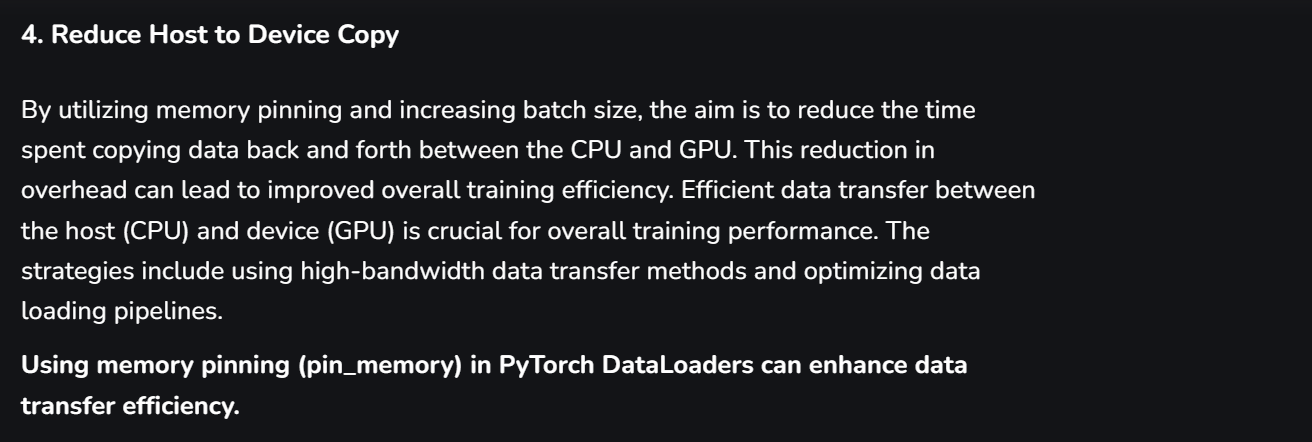 4. Reduce Host to Device Copy
By utilizing memory pinning and increasing batch size, the aim is to reduce the time
spent copying data back and forth between the CPU and GPU. This reduction in
overhead can lead to improved overall training efficiency. Efficient data transfer between
the host (CPU) and device (GPU) is crucial for overall training performance. The
strategies include using high-bandwidth data transfer methods and optimizing data
loading pipelines.
Using memory pinning (pin_memory) in PyTorch DataLoaders can enhance data
transfer efficiency.